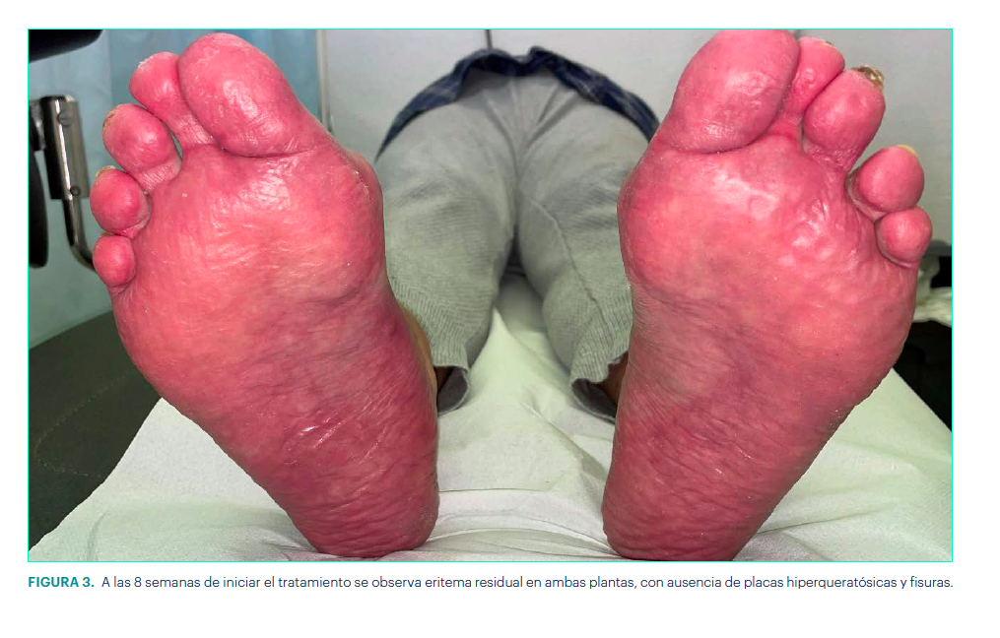 FIGURA 3. A las 8 semanas de iniciar el tratamiento se observa eritema residual en ambas plantas, con ausencia de placas hiperqueratósicas y fisuras.